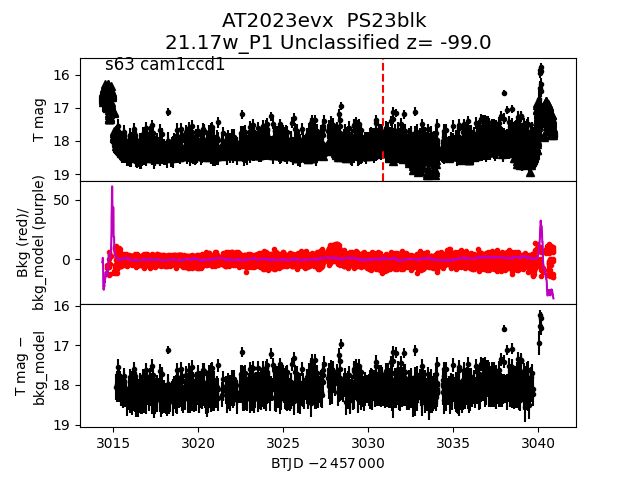 AT2023evx PS23blk
21.17w_P1 Unclassified z= -99.0
s63 cam1ccd1
T mag
16
17
18
19
Bkg (red)/
bkg_model (purple)
50
0
T mag −
bkg_model
16
17
18
19
3015 3020 3025 3030 3035 3040
BTJD −2 457 000